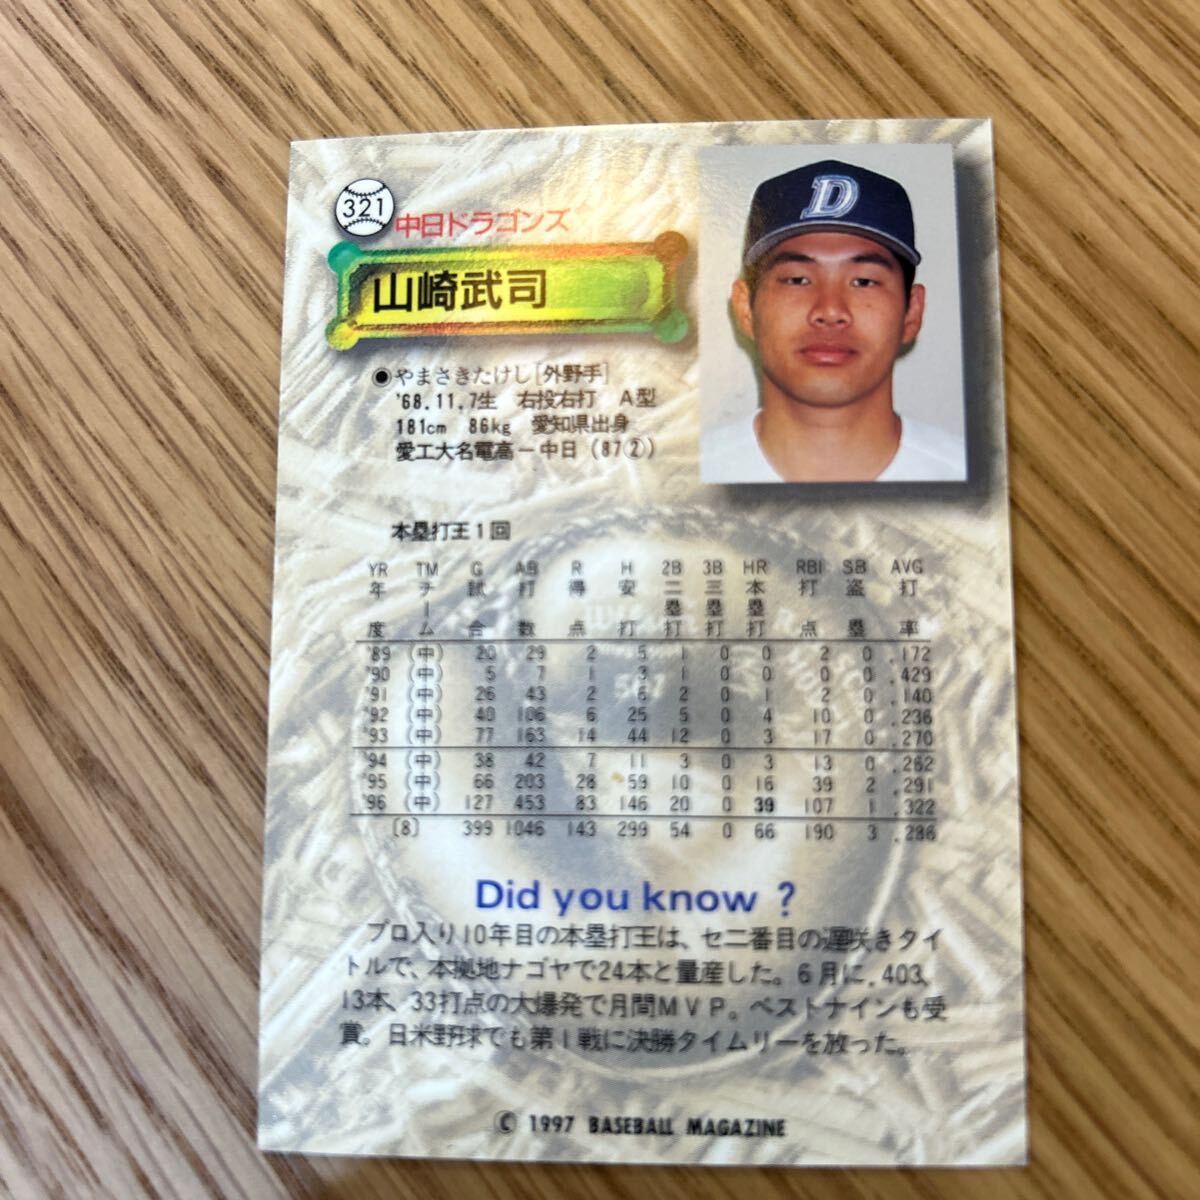 321
中日ドラゴンズ
D
山崎武司
◉やまさきたけし[外野手]
'68.11.7生 右投右打 A型
181cm 86kg 愛知県出身
愛工大名電高ー中日 (87②)
本塁打王1回
YR TM G AB R H 2B 3B HR RBI SB AVG
年度 チーム 試合 打数 得点 安打 二塁打 三塁打 本塁打 打点 盗塁 打率
'89 (中) 20 29 2 5 1 0 0 2 0 .172
'90 (中) 5 7 1 3 1 0 0 0 0 .429
'91 (中) 26 43 2 6 2 0 1 2 0 .140
'92 (中) 40 106 6 25 5 0 4 10 0 .236
'93 (中) 77 163 14 44 12 0 3 17 0 .270
'94 (中) 38 42 7 11 3 0 3 13 0 .262
'95 (中) 66 203 28 59 10 0 16 39 2 .291
'96 (中) 127 453 83 146 20 0 39 107 1 .322
[8] 399 1046 143 299 54 0 66 190 3 .286
Did you know ?
プロ入り10年目の本塁打王は、セ二番目の遅咲きタイ
トルで、本拠地ナゴヤで24本と量産した。6月に.403、
13本、33打点の大爆発で月間MVP。ベストナインも受
賞。日米野球でも第1戦に決勝タイムリーを放った。
© 1997 BASEBALL MAGAZINE